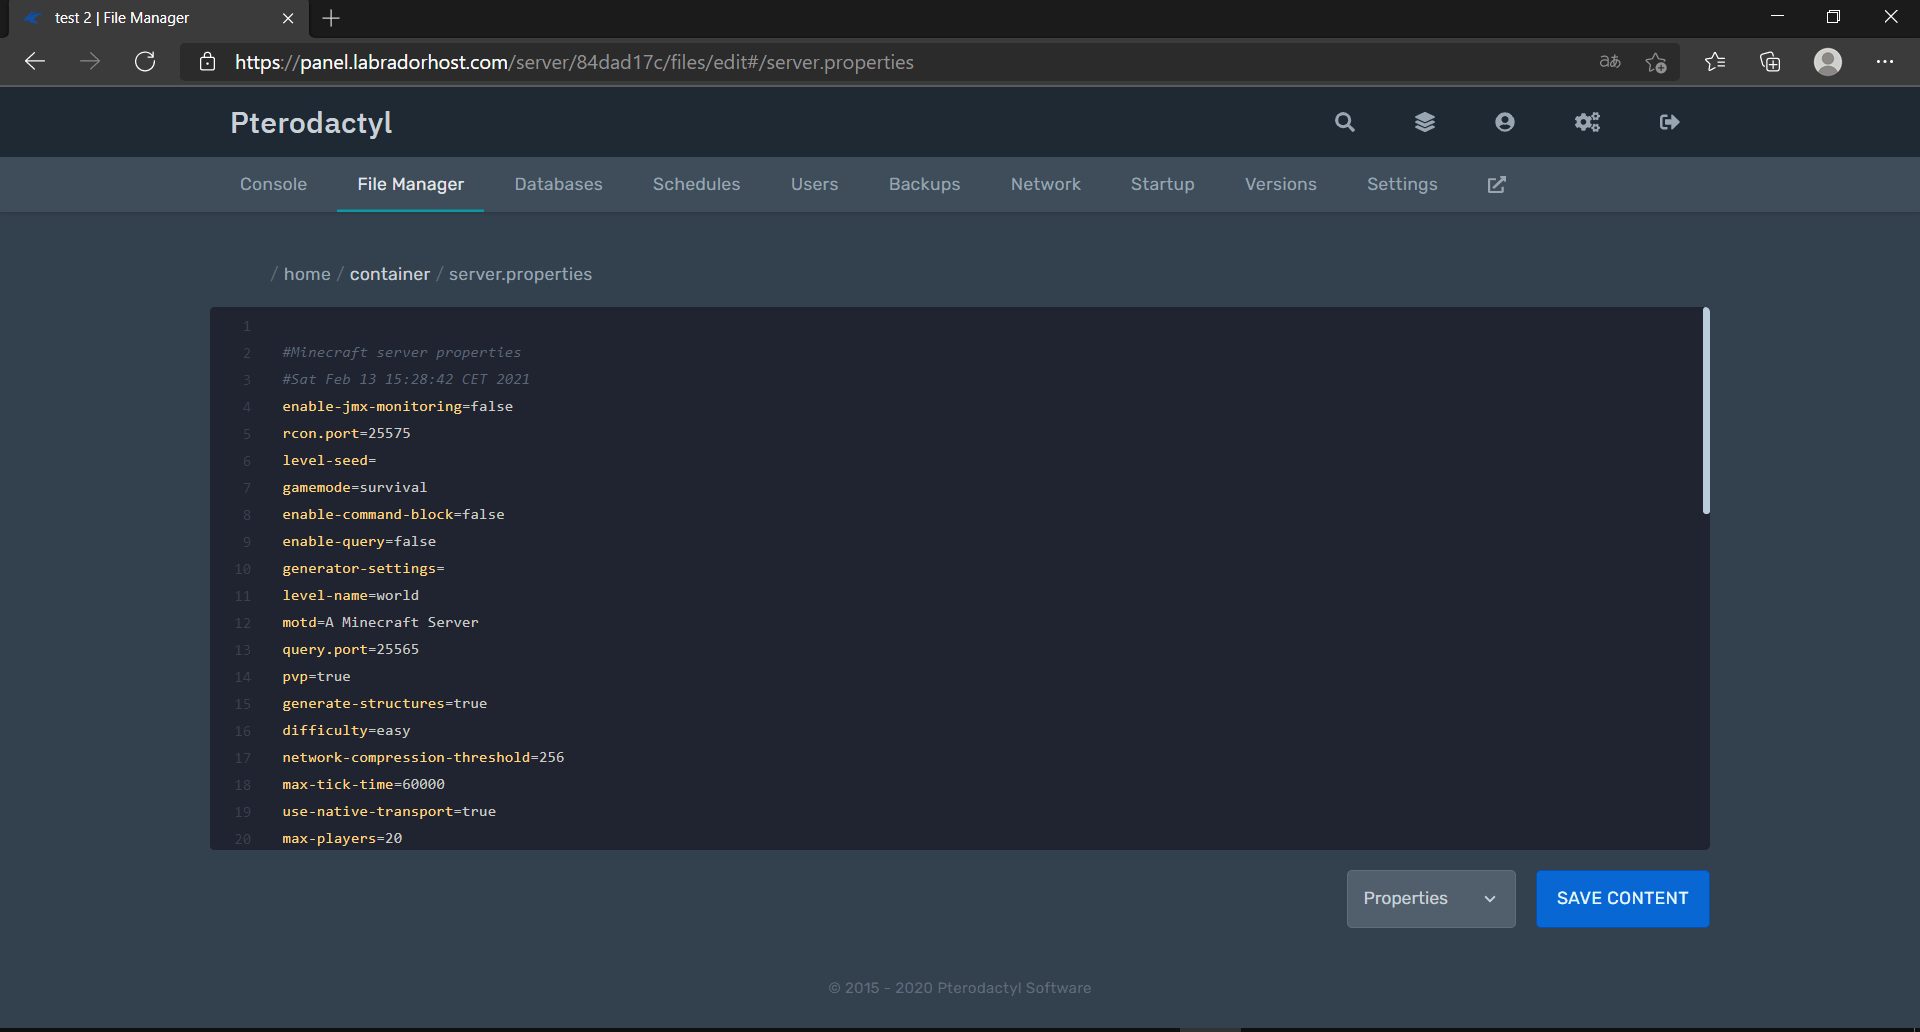 test 2 | File Manager
https://panel.labradorhost.com/server/84dad17c/files/edit#/server.properties
aあ
Pterodactyl
Console File Manager Databases Schedules Users Backups Network Startup Versions Settings
/ home / container / server.properties
1
2 #Minecraft server properties
3 #Sat Feb 13 15:28:42 CET 2021
4 enable-jmx-monitoring=false
5 rcon.port=25575
6 level-seed=
7 gamemode=survival
8 enable-command-block=false
9 enable-query=false
10 generator-settings=
11 level-name=world
12 motd=A Minecraft Server
13 query.port=25565
14 pvp=true
15 generate-structures=true
16 difficulty=easy
17 network-compression-threshold=256
18 max-tick-time=60000
19 use-native-transport=true
20 max-players=20
Properties
SAVE CONTENT
© 2015 - 2020 Pterodactyl Software